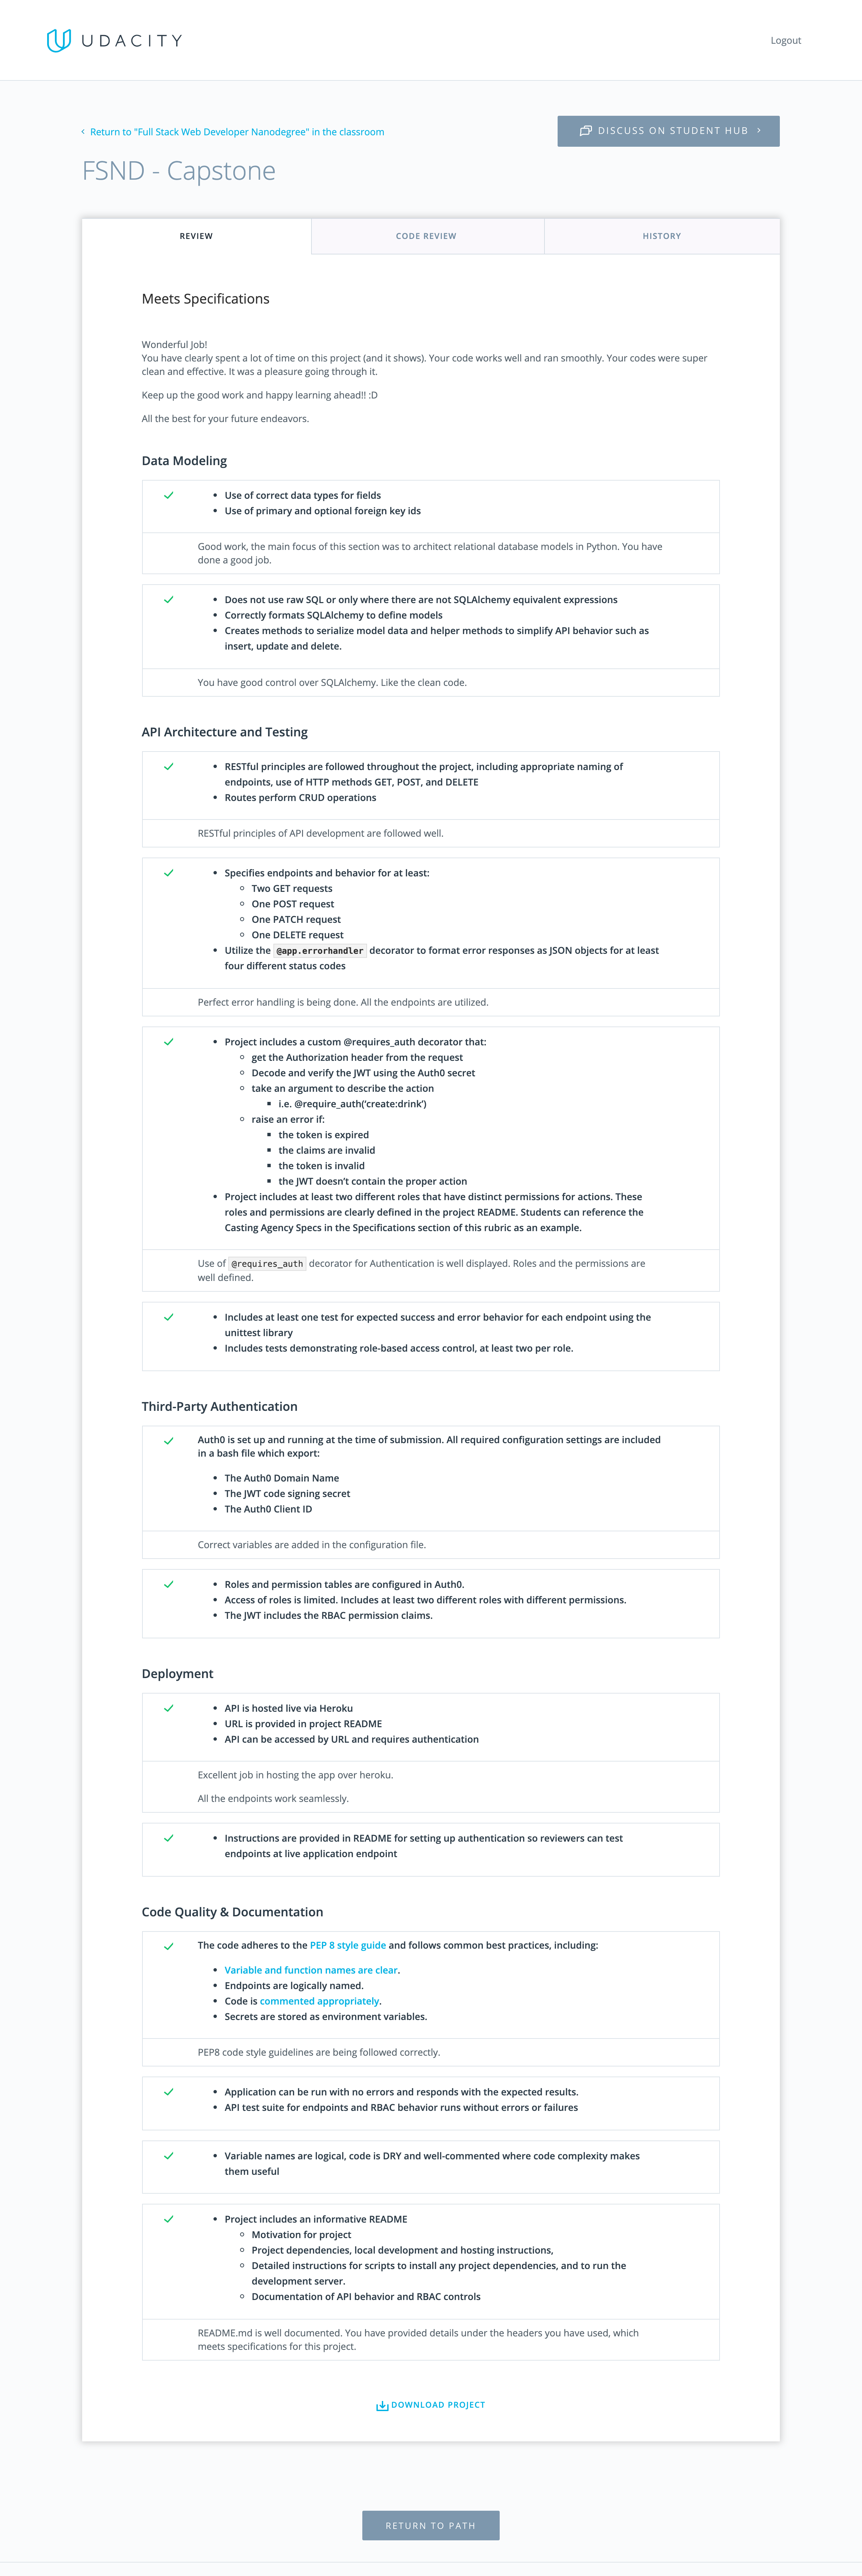 UDACITY
Logout
Return to "Full Stack Web Developer Nanodegree" in the classroom
DISCUSS ON STUDENT HUB
FSND - Capstone
REVIEW
CODE REVIEW
HISTORY
Meets Specifications
Wonderful Job!
You have clearly spent a lot of time on this project (and it shows). Your code works well and ran smoothly. Your codes were super
clean and effective. It was a pleasure going through it.
Keep up the good work and happy learning ahead!! :D
All the best for your future endeavors.
Data Modeling
Use of correct data types for fields
Use of primary and optional foreign key ids
Good work, the main focus of this section was to architect relational database models in Python. You have
done a good job.
Does not use raw SQL or only where there are not SQLAlchemy equivalent expressions
Correctly formats SQLAlchemy to define models
Creates methods to serialize model data and helper methods to simplify API behavior such as
insert, update and delete.
You have good control over SQLAlchemy. Like the clean code.
API Architecture and Testing
RESTful principles are followed throughout the project, including appropriate naming of
endpoints, use of HTTP methods GET, POST, and DELETE
Routes perform CRUD operations
RESTful principles of API development are followed well.
Specifies endpoints and behavior for at least:
Two GET requests
One POST request
One PATCH request
One DELETE request
Utilize the @app.errorhandler decorator to format error responses as JSON objects for at least
four different status codes
Perfect error handling is being done. All the endpoints are utilized.
Project includes a custom @requires_auth decorator that:
get the Authorization header from the request
Decode and verify the JWT using the Auth0 secret
take an argument to describe the action
i.e. @require_auth(‘create:drink’)
raise an error if:
the token is expired
the claims are invalid
the token is invalid
the JWT doesn’t contain the proper action
Project includes at least two different roles that have distinct permissions for actions. These
roles and permissions are clearly defined in the project README. Students can reference the
Casting Agency Specs in the Specifications section of this rubric as an example.
Use of @requires_auth decorator for Authentication is well displayed. Roles and the permissions are
well defined.
Includes at least one test for expected success and error behavior for each endpoint using the
unittest library
Includes tests demonstrating role-based access control, at least two per role.
Third-Party Authentication
Auth0 is set up and running at the time of submission. All required configuration settings are included
in a bash file which export:
The Auth0 Domain Name
The JWT code signing secret
The Auth0 Client ID
Correct variables are added in the configuration file.
Roles and permission tables are configured in Auth0.
Access of roles is limited. Includes at least two different roles with different permissions.
The JWT includes the RBAC permission claims.
Deployment
API is hosted live via Heroku
URL is provided in project README
API can be accessed by URL and requires authentication
Excellent job in hosting the app over heroku.
All the endpoints work seamlessly.
Instructions are provided in README for setting up authentication so reviewers can test
endpoints at live application endpoint
Code Quality & Documentation
The code adheres to the PEP 8 style guide and follows common best practices, including:
Variable and function names are clear.
Endpoints are logically named.
Code is commented appropriately.
Secrets are stored as environment variables.
PEP8 code style guidelines are being followed correctly.
Application can be run with no errors and responds with the expected results.
API test suite for endpoints and RBAC behavior runs without errors or failures
Variable names are logical, code is DRY and well-commented where code complexity makes
them useful
Project includes an informative README
Motivation for project
Project dependencies, local development and hosting instructions,
Detailed instructions for scripts to install any project dependencies, and to run the
development server.
Documentation of API behavior and RBAC controls
README.md is well documented. You have provided details under the headers you have used, which
meets specifications for this project.
DOWNLOAD PROJECT
RETURN TO PATH